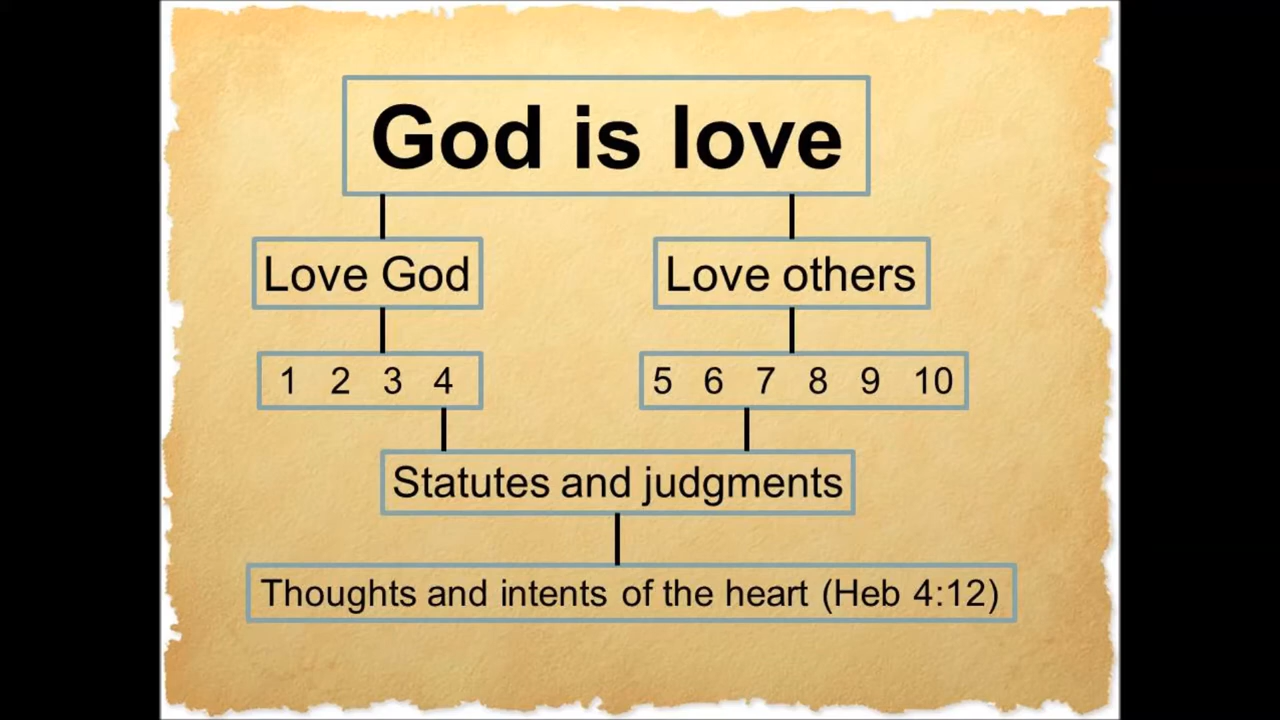 God is love
Love God
Love others
1 2 3 4
5 6 7 8 9 10
Statutes and judgments
Thoughts and intents of the heart (Heb 4:12)